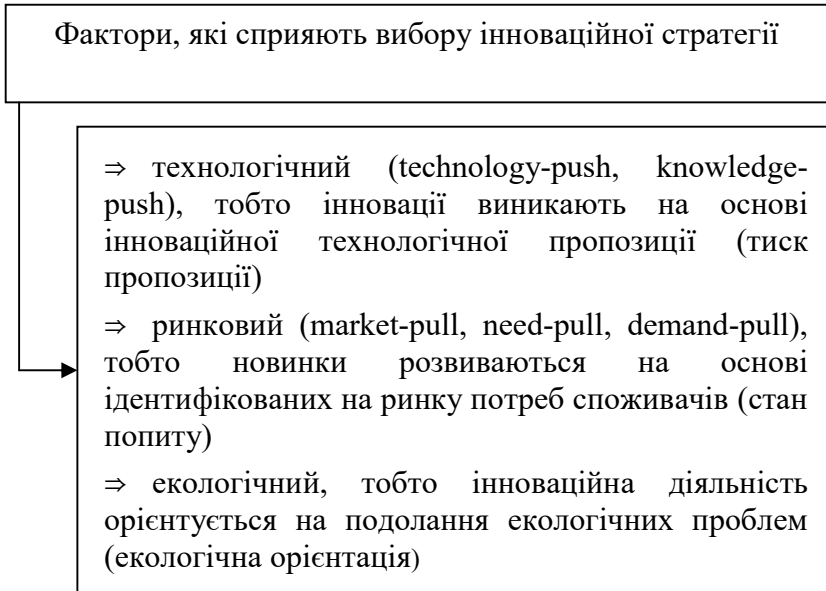 Фактори, які сприяють вибору інноваційної стратегії
⇒ технологічний (technology-push, knowledge-
push), тобто інновації виникають на основі
інноваційної технологічної пропозиції (тиск
пропозиції)
⇒ ринковий (market-pull, need-pull, demand-pull),
тобто новинки розвиваються на основі
ідентифікованих на ринку потреб споживачів (стан
попиту)
⇒ екологічний, тобто інноваційна діяльність
орієнтується на подолання екологічних проблем
(екологічна орієнтація)